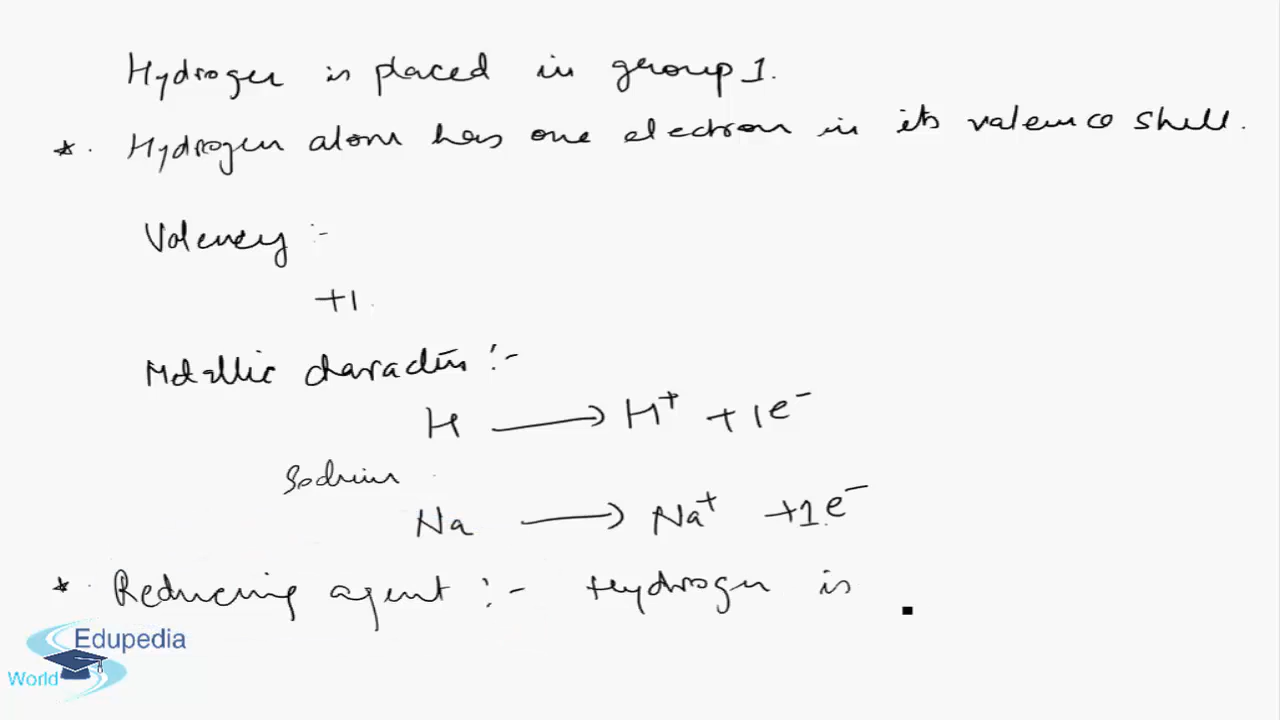 Hydrogen is placed in group 1.
* Hydrogen atom has one electron in its valence shell.
Valency :-
+1
Metallic character :-
H ⟶ H⁺ + 1e⁻
Sodium
Na ⟶ Na⁺ + 1e⁻
* Reducing agent :- Hydrogen is
Edupedia
World